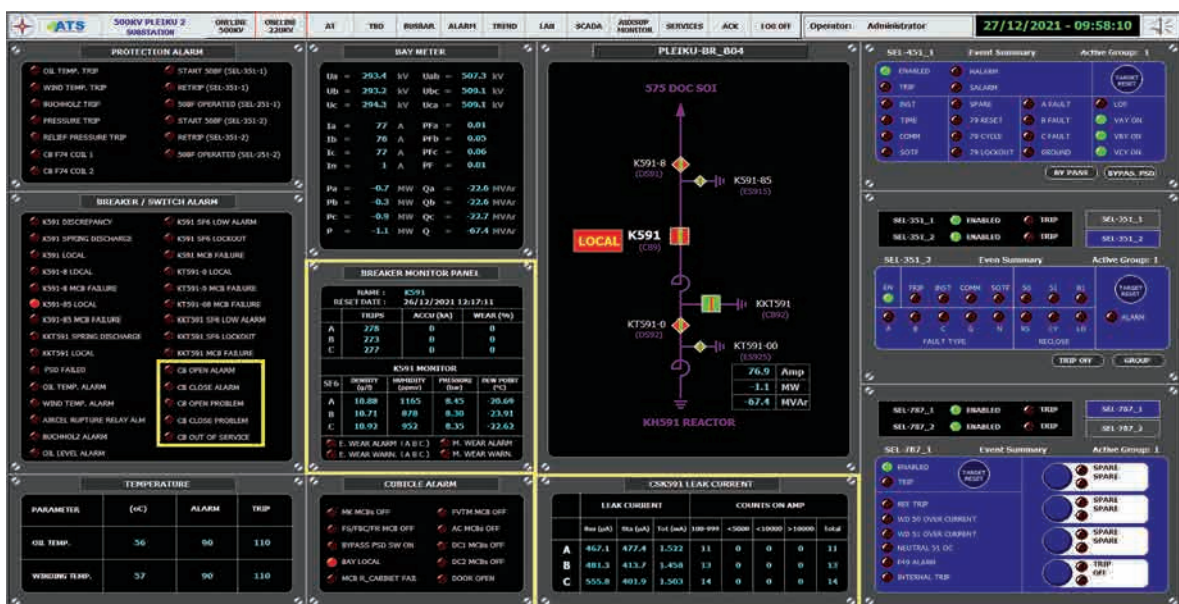 ATS
500KV PLEIKU 2
SUBSTATION
ONELINE
500KV
ONELINE
220KV
AT
TBO
BUSBAR
ALARM
TREND
LAB
SCADA
MONITOR
SERVICES
ACK
LOG OFF
Operator:
Administrator
27/12/2021 - 09:58:10
PROTECTION ALARM
OIL TEMP. TRIP
WIND TEMP. TRIP
BUCHHOLZ TRIP
PRESSURE TRIP
RELIEF PRESSURE TRIP
CB F74 COIL 1
CB F74 COIL 2
START 50BF (SEL-351-1)
RETRIP (SEL-351-1)
50BF OPERATED (SEL-251-1)
START 50BF (SEL-351-2)
RETRIP (SEL-351-2)
50BF OPERATED (SEL-251-2)
BREAKER / SWITCH ALARM
K591 DISCREPANCY
K591 SPRING DISCHARGE
K591 LOCAL
K591-8 LOCAL
K591-8 MCB FAILURE
K591-85 LOCAL
K591-85 MCB FAILURE
KKT591 SPRING DISCHARGE
KKT591 LOCAL
PSD FAILED
OIL TEMP. ALARM
WIND TEMP. ALARM
AIRCEL RUPTURE RELAY ALM
BUCHHOLZ ALARM
OIL LEVEL ALARM
K591 SF6 LOW ALARM
K591 SF6 LOCKOUT
K591 MCB FAILURE
KT591-0 LOCAL
KT591-0 MCB FAILURE
KT591-08 MCB FAILURE
KKT591 SF6 LOW ALARM
KKT591 SF6 LOCKOUT
KKT591 MCB FAILURE
CB OPEN ALARM
CB CLOSE ALARM
CB OPEN PROBLEM
CB CLOSE PROBLEM
CB OUT OF SERVICE
TEMPERATURE
PARAMETER (oC) ALARM TRIP
OIL TEMP. 56 90 110
WINDING TEMP. 57 90 110
BAY METER
Ua = 293.4 kV Uab = 507.3 kV
Ub = 293.2 kV Ubc = 509.1 kV
Uc = 294.3 kV Uca = 509.1 kV
Ia = 77 A PFa = 0.01
Ib = 76 A PFb = 0.05
Ic = 77 A PFc = 0.06
In = 1 A PF = 0.01
Pa = -0.7 MW Qa = -22.6 MVAr
Pb = -0.3 MW Qb = -22.6 MVAr
Pc = -0.9 MW Qc = -22.7 MVAr
P = -1.1 MW Q = -67.4 MVAr
BREAKER MONITOR PANEL
NAME : K591
RESET DATE : 26/12/2021 12:17:11
TRIPS ACCU (kA) WEAR (%)
A 278 0 0
B 273 0 0
C 277 0 0
K591 MONITOR
SF6 DENSITY (g/l) HUMIDITY (ppmv) PRESSURE (bar) DEW POINT (°C)
A 10.88 1165 8.45 -20.69
B 10.71 878 8.30 -23.91
C 10.92 952 8.35 -22.62
E. WEAR ALARM (A B C) M. WEAR ALARM
E. WEAR WARN. (A B C) M. WEAR WARN.
CUBICLE ALARM
MK MCBs OFF
FS/FBC/FR MCB OFF
BYPASS PSD SW ON
BAY LOCAL
MCB R_CABINET FAIL
FVTM MCB OFF
AC MCBs OFF
DC1 MCBs OFF
DC2 MCBs OFF
DOOR OPEN
PLEIKU-BR_B04
575 DOC SOI
K591-8
(DS91)
K591-85
(ES915)
LOCAL
K591
(CB9)
KKT591
(CB92)
KT591-0
(DS92)
KT591-00
(ES925)
76.9 Amp
-1.1 MW
-67.4 MVAr
KH591 REACTOR
CSK591 LEAK CURRENT
LEAK CURRENT COUNTS ON AMP
Res (µA) Sta (µA) Tot (mA) 100-999 <5000 <10000 >10000 total
A 467.1 477.4 1.522 11 0 0 0 11
B 481.3 413.7 1.458 13 0 0 0 13
C 555.8 401.9 1.503 14 0 0 0 14
SEL-451_1 Event Summary Active Group: 1
ENABLED HALARM
TRIP SALARM
TARGET
RESET
INST SPARE A FAULT LOP
TIME 79 RESET B FAULT VAY ON
COMM 79 CYCLE C FAULT VBY ON
SOTF 79 LOCKOUT GROUND VCY ON
BY PASS
BYPAS. PSD
SEL-351_1 ENABLED TRIP SEL-351_1
SEL-351_2 ENABLED TRIP SEL-351_2
SEL-351_2 Even Summary Active Group: 1
EN TRIP INST COMM SOTF 50 51 81
TARGET
RESET
A B C G N RS CY LO
ALARM
FAULT TYPE RECLOSE
TRIP OFF
GROUP
SEL-787_1 ENABLED TRIP SEL-787_1
SEL-787_2 ENABLED TRIP SEL-787_2
SEL-787_1 Event Summary Active Group: 1
ENABLED
TRIP
TARGET
RESET
REF TRIP
WD 50 OVER CURRENT
WD 51 OVER CURRENT
NEUTRAL 51 OC
F49 ALARM
INTERNAL TRIP
SPARE
SPARE
SPARE
SPARE
SPARE
SPARE
TRIP
OFF